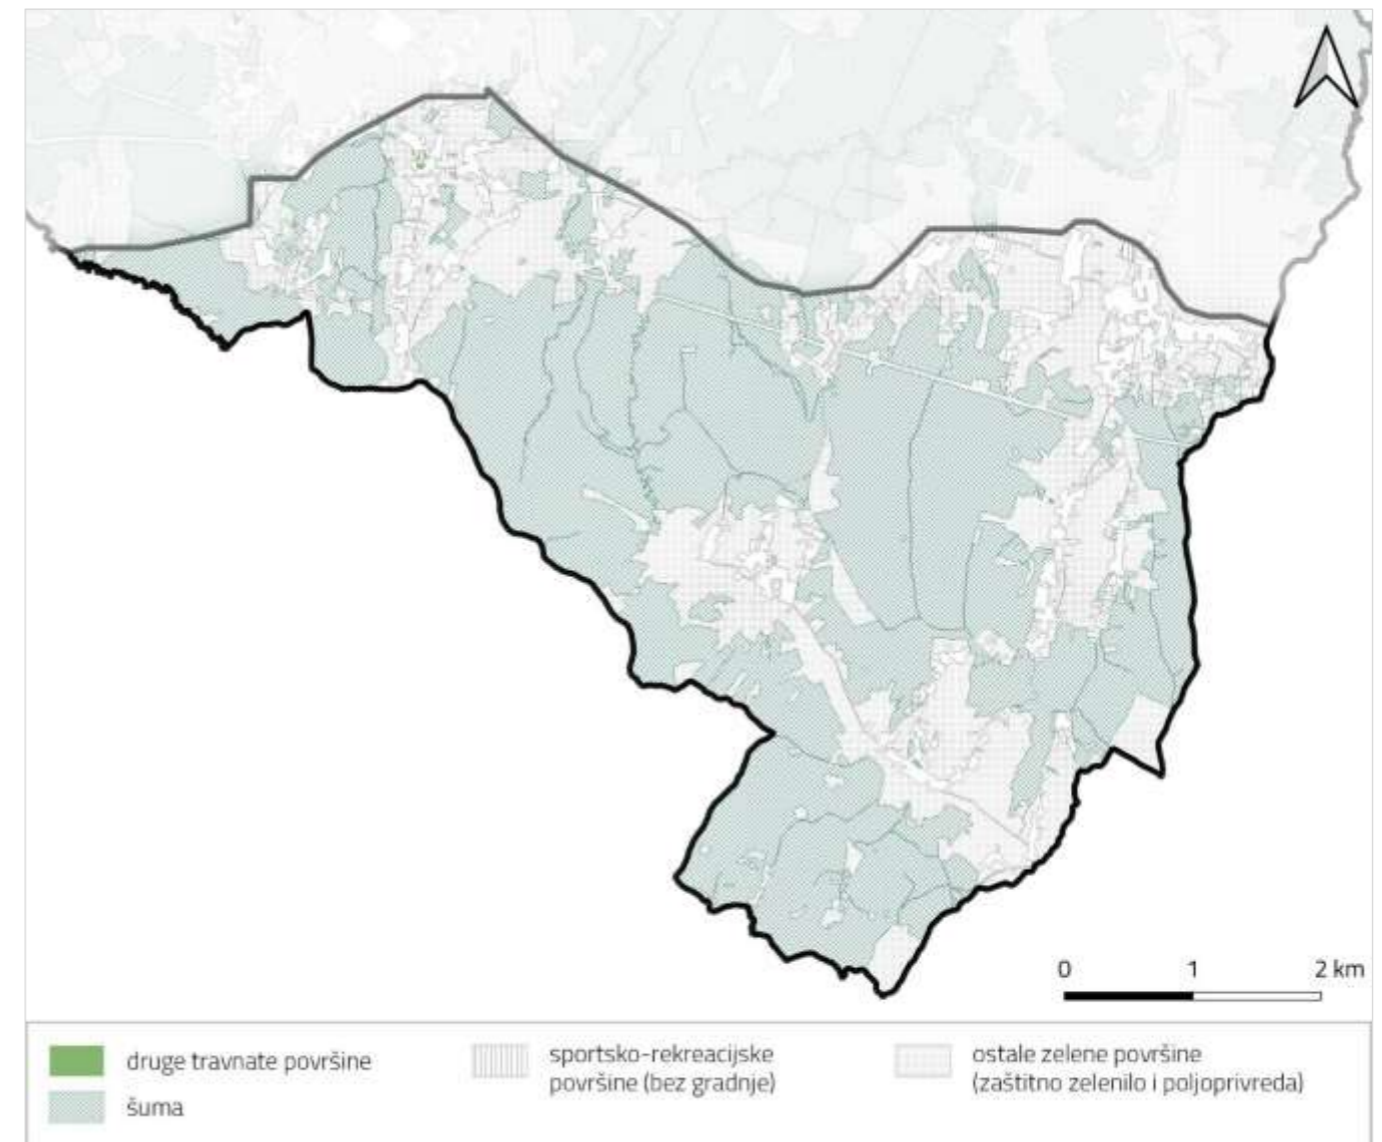 0 1 2 km
druge travnate površine
šuma
sportsko-rekreacijske
površine (bez gradnje)
ostale zelene površine
(zaštitno zelenilo i poljoprivreda)